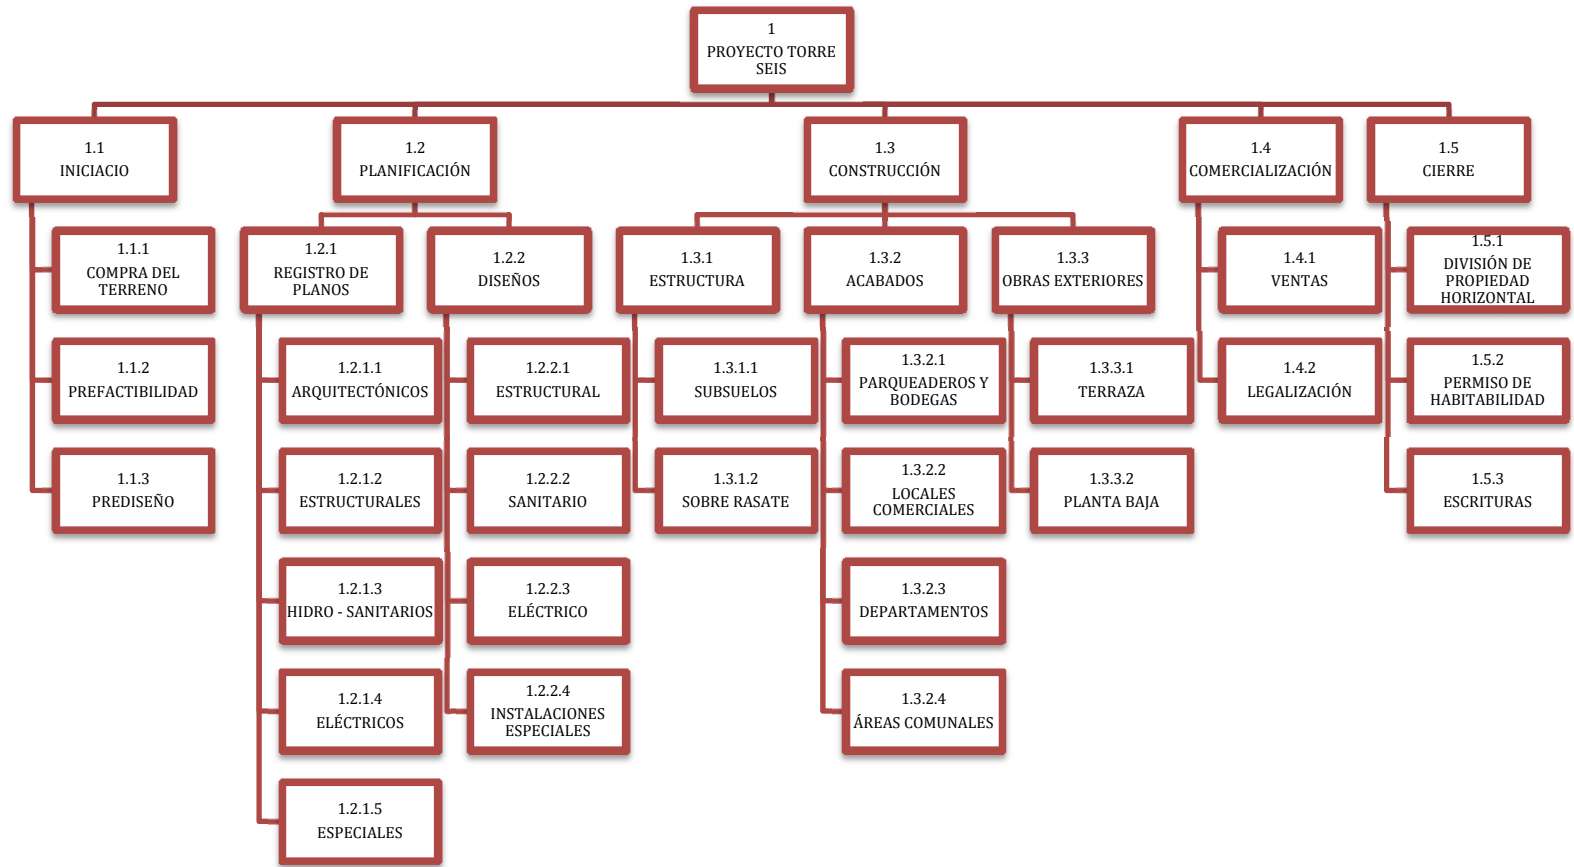 1
PROYECTO TORRE
SEIS
1.1
INICIACIO
1.2
PLANIFICACIÓN
1.3
CONSTRUCCIÓN
1.4
COMERCIALIZACIÓN
1.5
CIERRE
1.1.1
COMPRA DEL
TERRENO
1.2.1
REGISTRO DE
PLANOS
1.2.2
DISEÑOS
1.3.1
ESTRUCTURA
1.3.2
ACABADOS
1.3.3
OBRAS EXTERIORES
1.4.1
VENTAS
1.5.1
DIVISIÓN DE
PROPIEDAD
HORIZONTAL
1.1.2
PREFACTIBILIDAD
1.2.1.1
ARQUITECTÓNICOS
1.2.2.1
ESTRUCTURAL
1.3.1.1
SUBSUELOS
1.3.2.1
PARQUEADEROS Y
BODEGAS
1.3.3.1
TERRAZA
1.4.2
LEGALIZACIÓN
1.5.2
PERMISO DE
HABITABILIDAD
1.1.3
PREDISEÑO
1.2.1.2
ESTRUCTURALES
1.2.2.2
SANITARIO
1.3.1.2
SOBRE RASATE
1.3.2.2
LOCALES
COMERCIALES
1.3.3.2
PLANTA BAJA
1.5.3
ESCRITURAS
1.2.1.3
HIDRO - SANITARIOS
1.2.2.3
ELÉCTRICO
1.3.2.3
DEPARTAMENTOS
1.2.1.4
ELÉCTRICOS
1.2.2.4
INSTALACIONES
ESPECIALES
1.3.2.4
ÁREAS COMUNALES
1.2.1.5
ESPECIALES